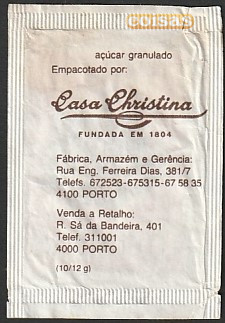 coisas
açúcar granulado
Empacotado por:
Casa Christina
FUNDADA EM 1804
Fábrica, Armazém e Gerência:
Rua Eng. Ferreira Dias, 381/7
Telefs. 672523-675315-67 58 35
4100 PORTO
Venda a Retalho:
R. Sá da Bandeira, 401
Telef. 311001
4000 PORTO
(10/12 g)